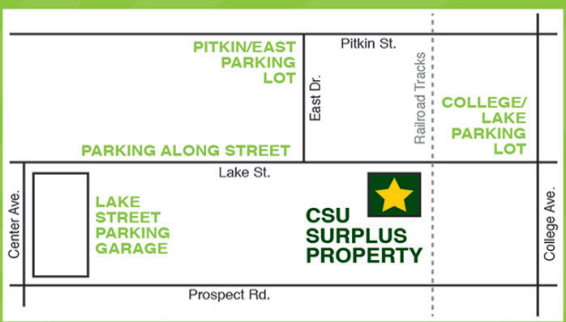 Pitkin St.
PITKIN/EAST
PARKING
LOT
East Dr.
Railroad Tracks
COLLEGE/
LAKE
PARKING
LOT
PARKING ALONG STREET
Lake St.
Center Ave.
LAKE
STREET
PARKING
GARAGE
CSU
SURPLUS
PROPERTY
College Ave.
Prospect Rd.